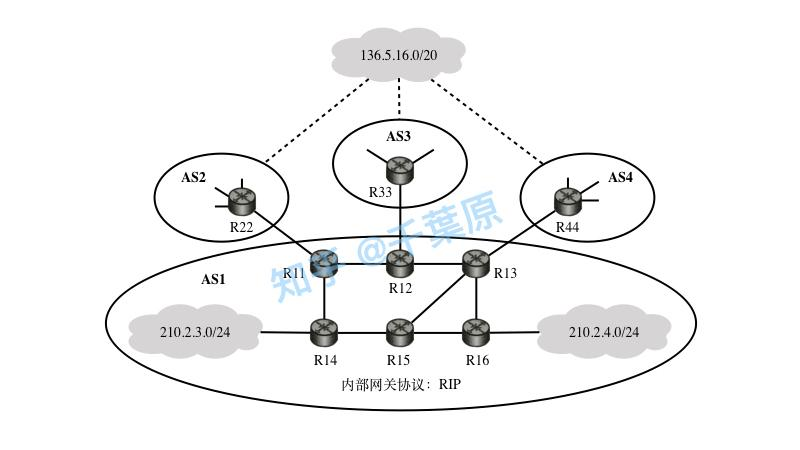 136.5.16.0/20
AS3
AS2
R33
AS4
R22
R44
AS1
R11
R12
R13
210.2.3.0/24
210.2.4.0/24
R14
R15
R16
内部网关协议：RIP
知乎 @千葉原